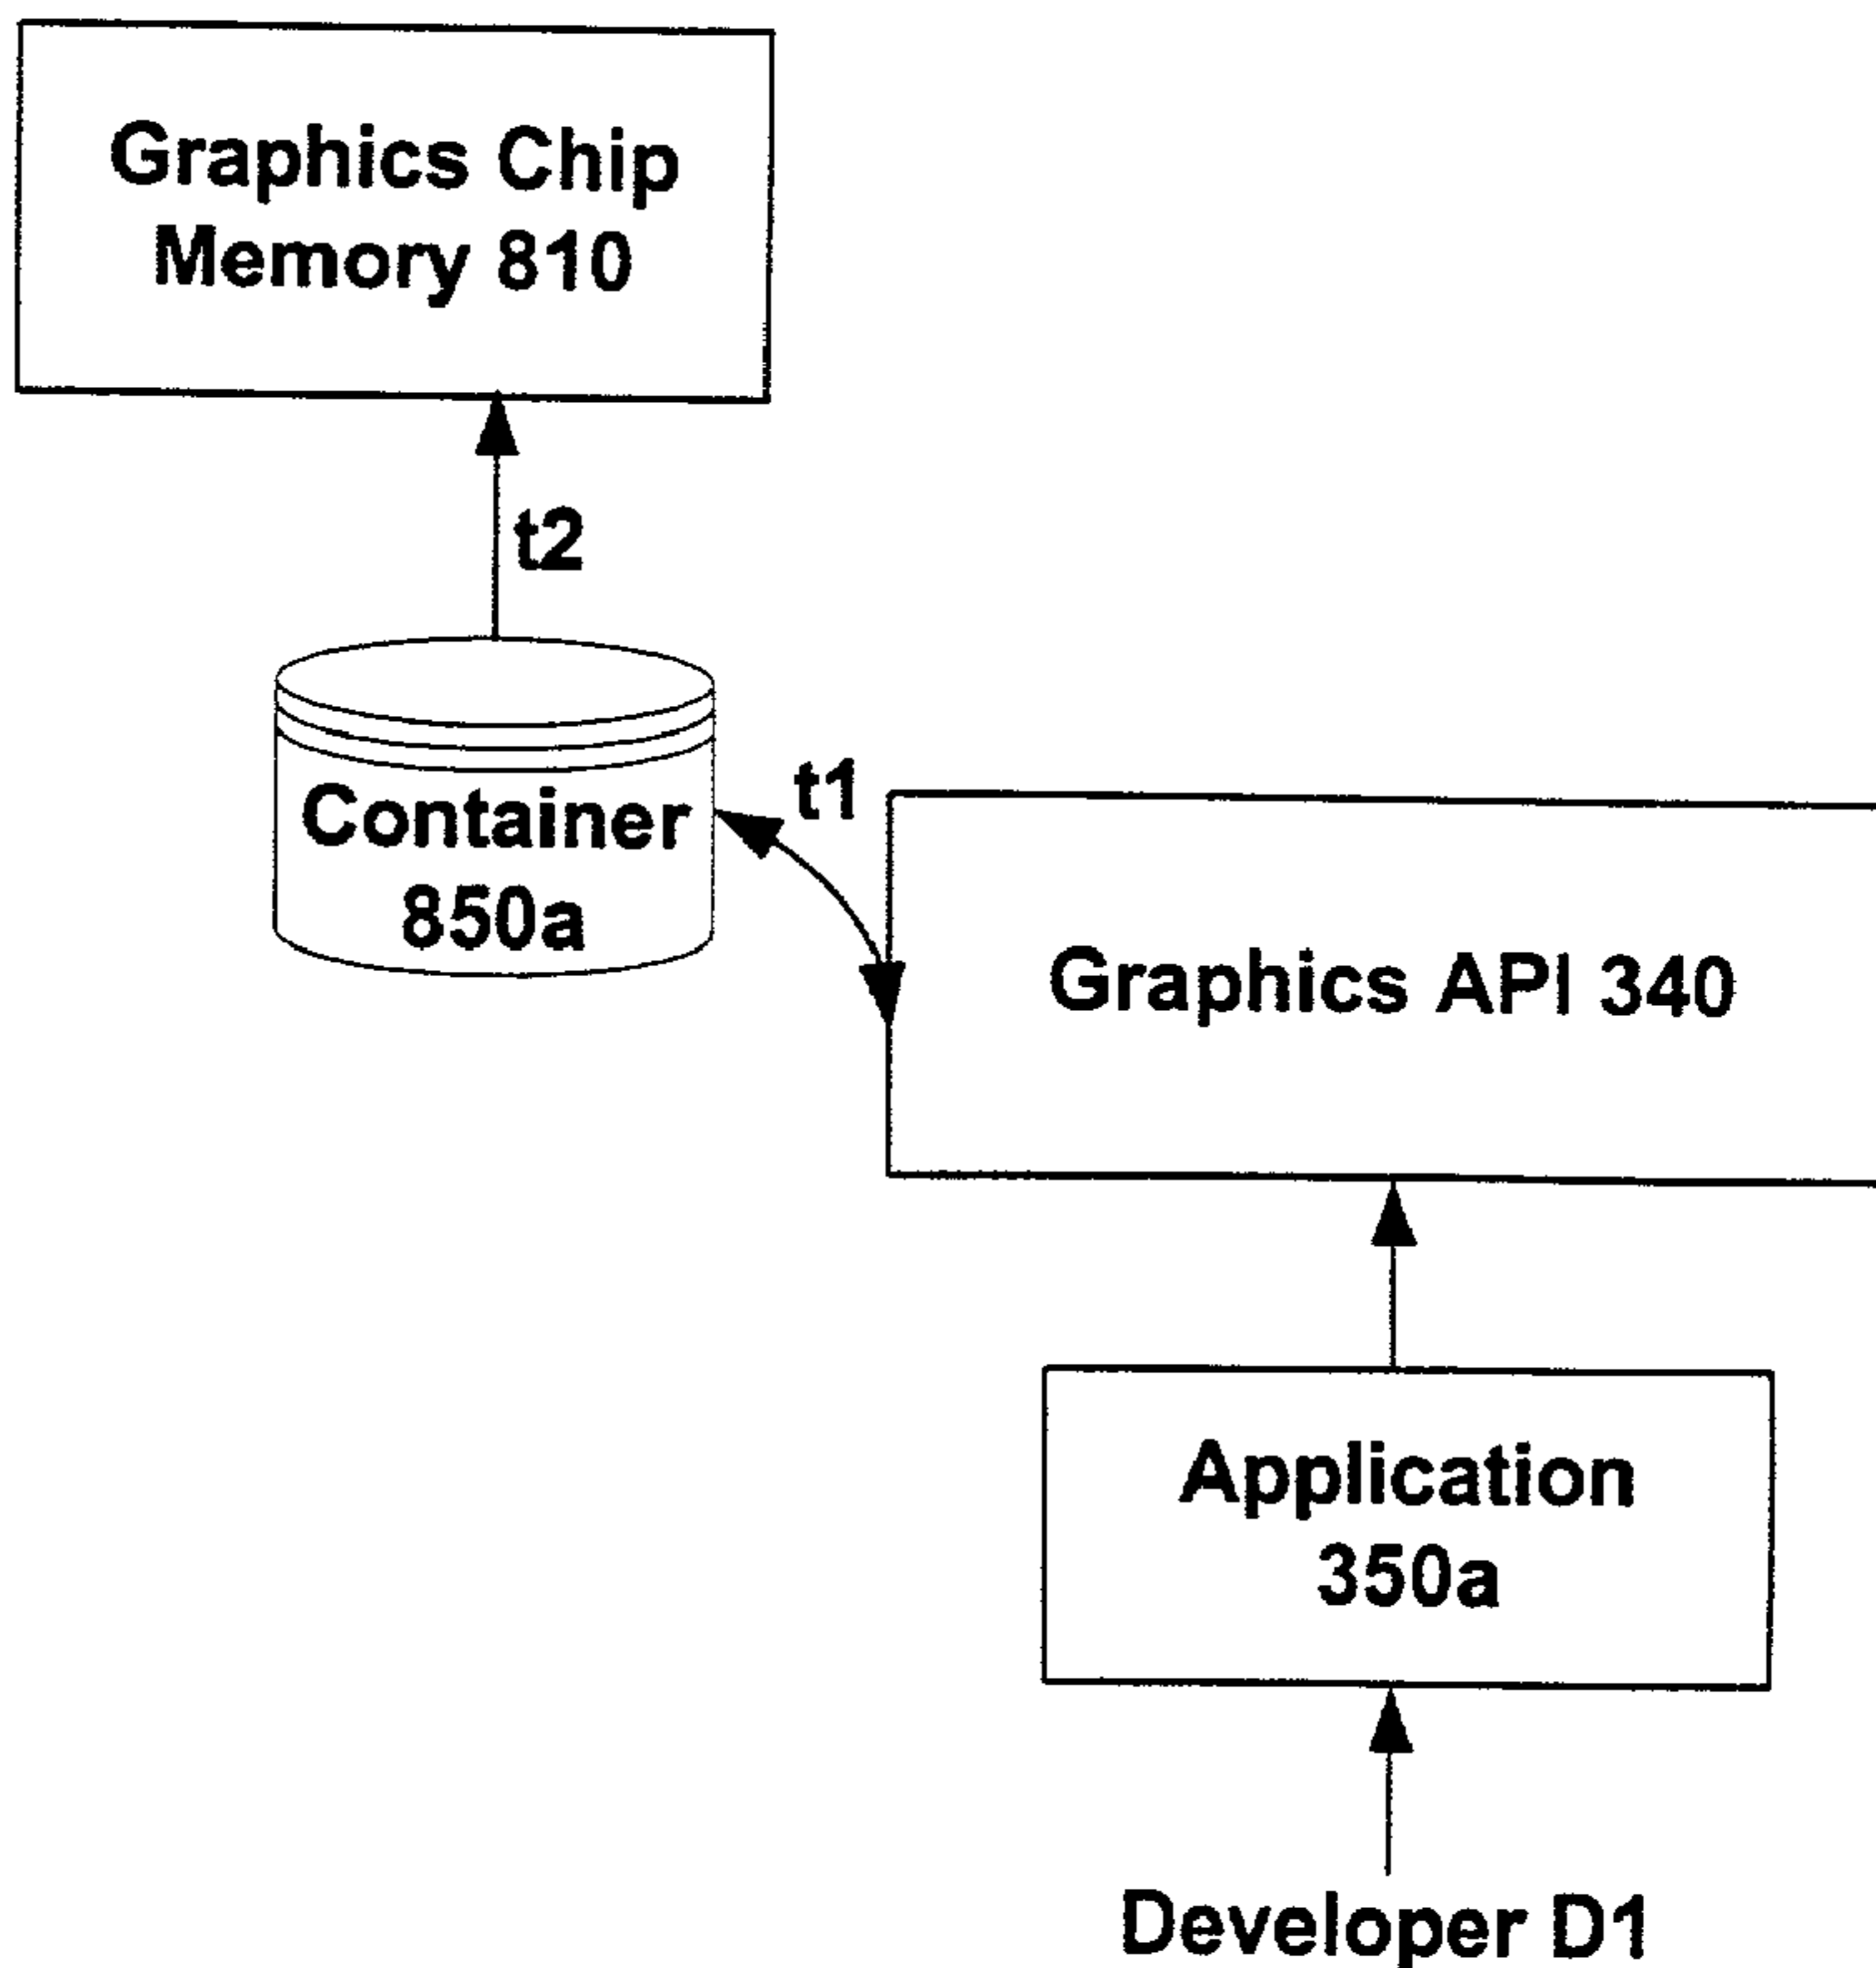 Graphics Chip
Memory 810
t2
t1
Container
850a
Graphics API 340
Application
350a
Developer D1